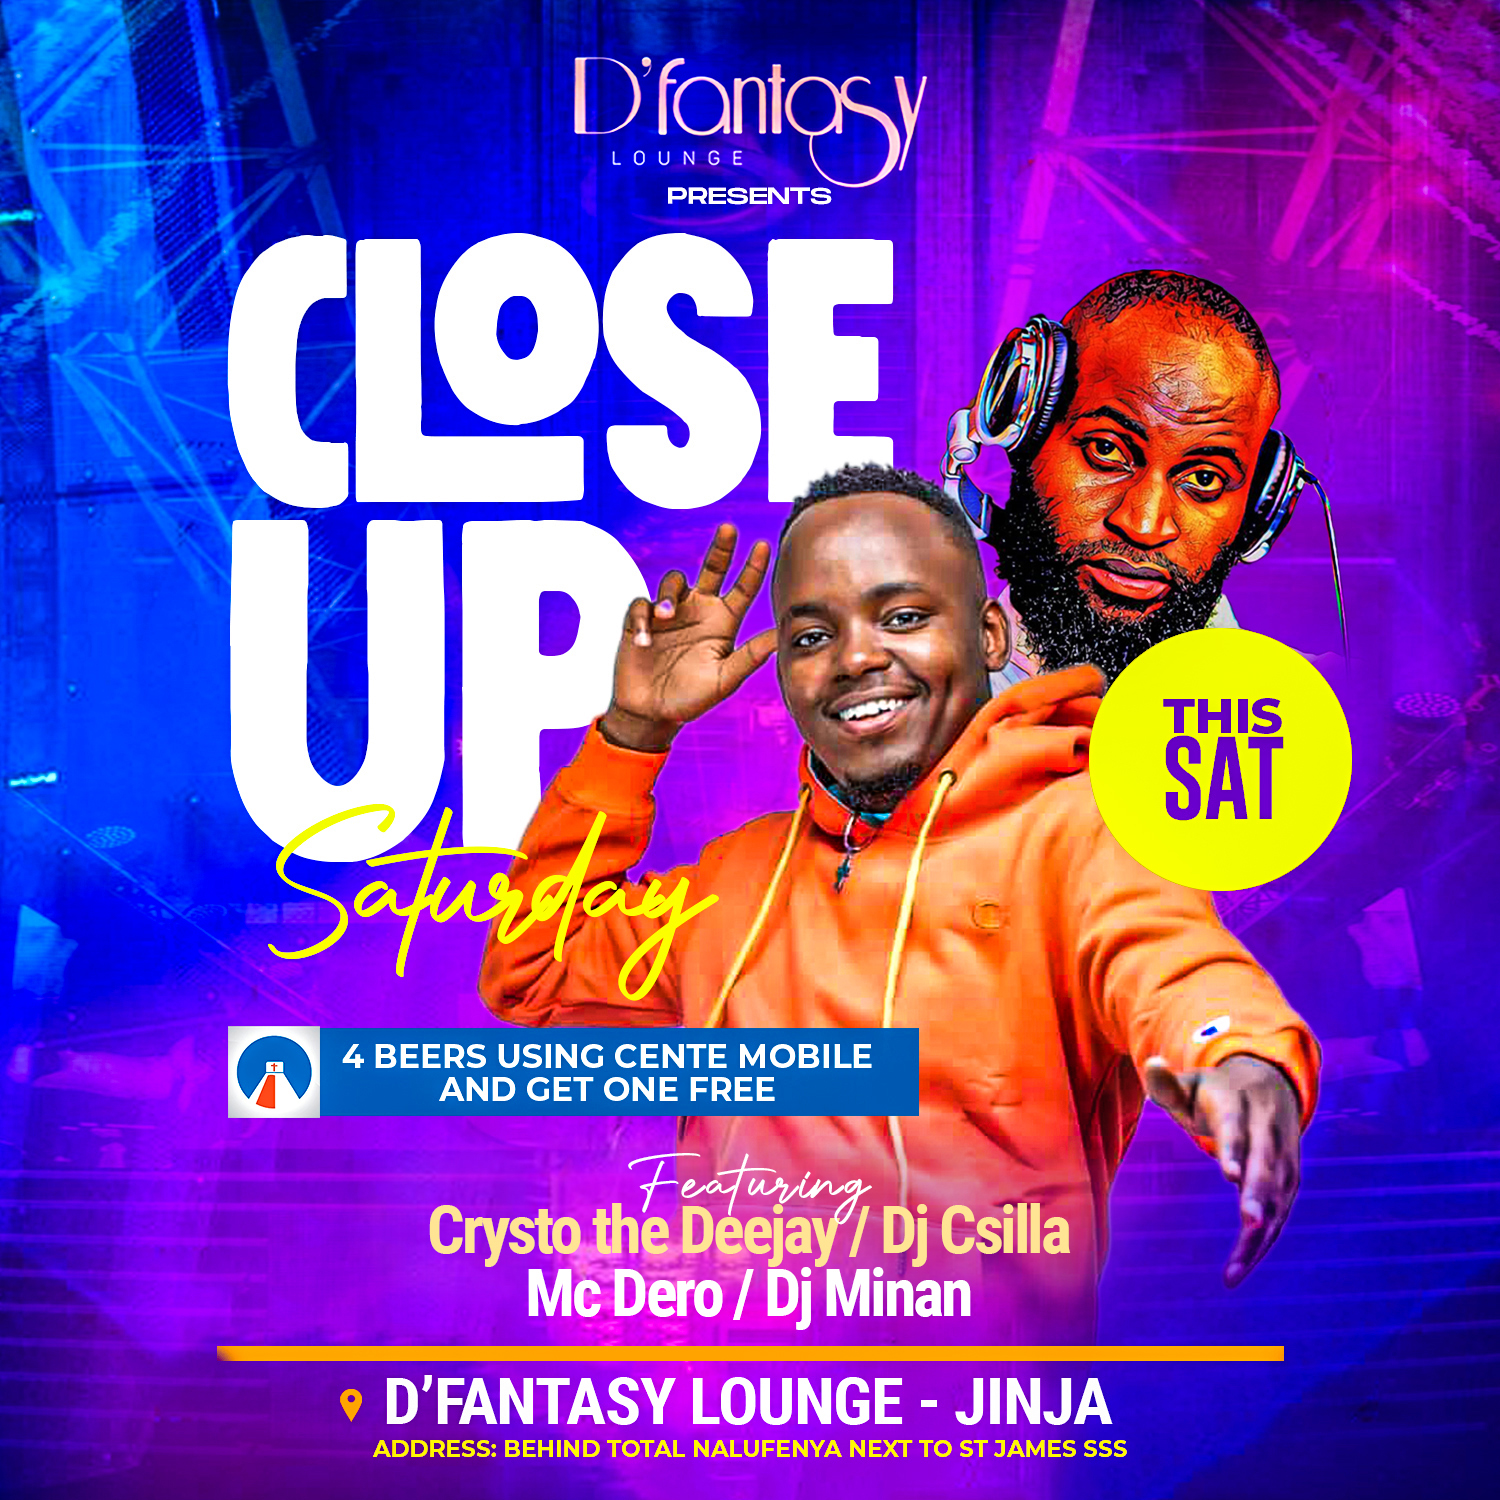 D'fantasy
LOUNGE
PRESENTS
CLOSE
UP
Saturday
THIS
SAT
4 BEERS USING CENTE MOBILE
AND GET ONE FREE
Featuring
Crysto the Deejay / Dj Csilla
Mc Dero / Dj Minan
D'FANTASY LOUNGE - JINJA
ADDRESS: BEHIND TOTAL NALUFENYA NEXT TO ST JAMES SSS